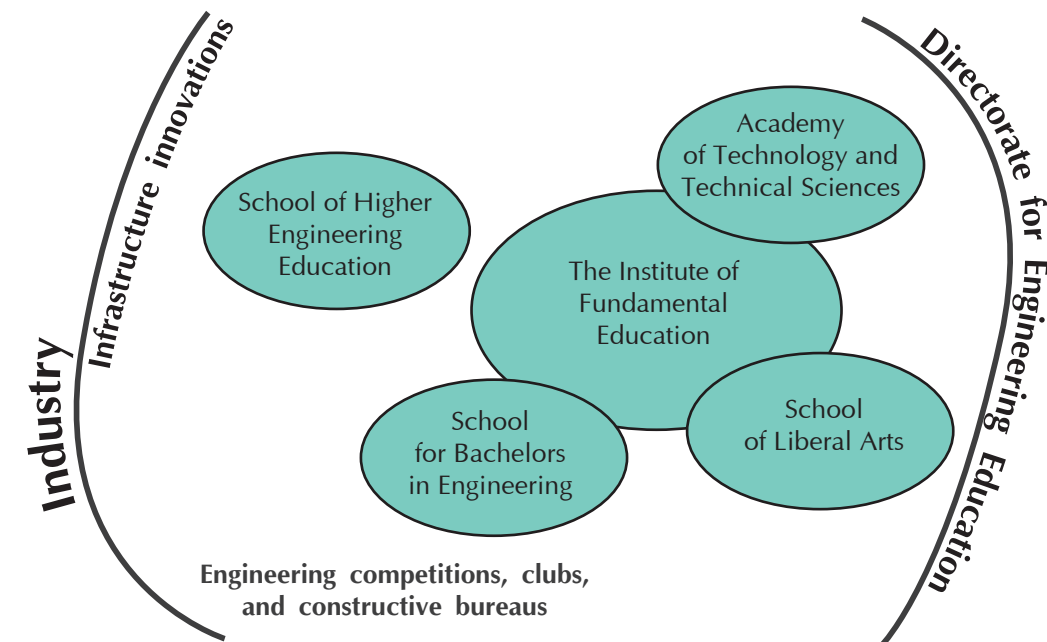 Infrastructure innovations
Industry
Directorate for Engineering Education
Academy
of Technology and
Technical Sciences
School of Higher
Engineering
Education
The Institute of
Fundamental
Education
School
for Bachelors
in Engineering
School
of Liberal Arts
Engineering competitions, clubs,
and constructive bureaus